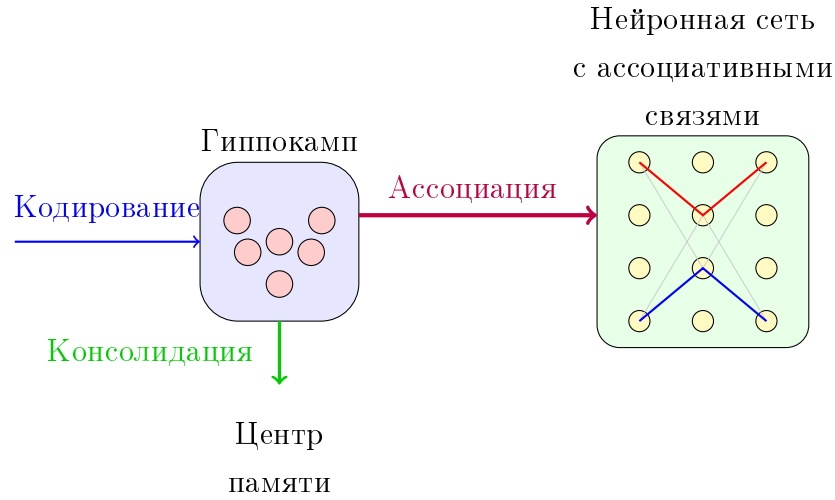 Нейронная сеть
с ассоциативными
связями
Гиппокамп
Ассоциация
Кодирование
Консолидация
Центр
памяти